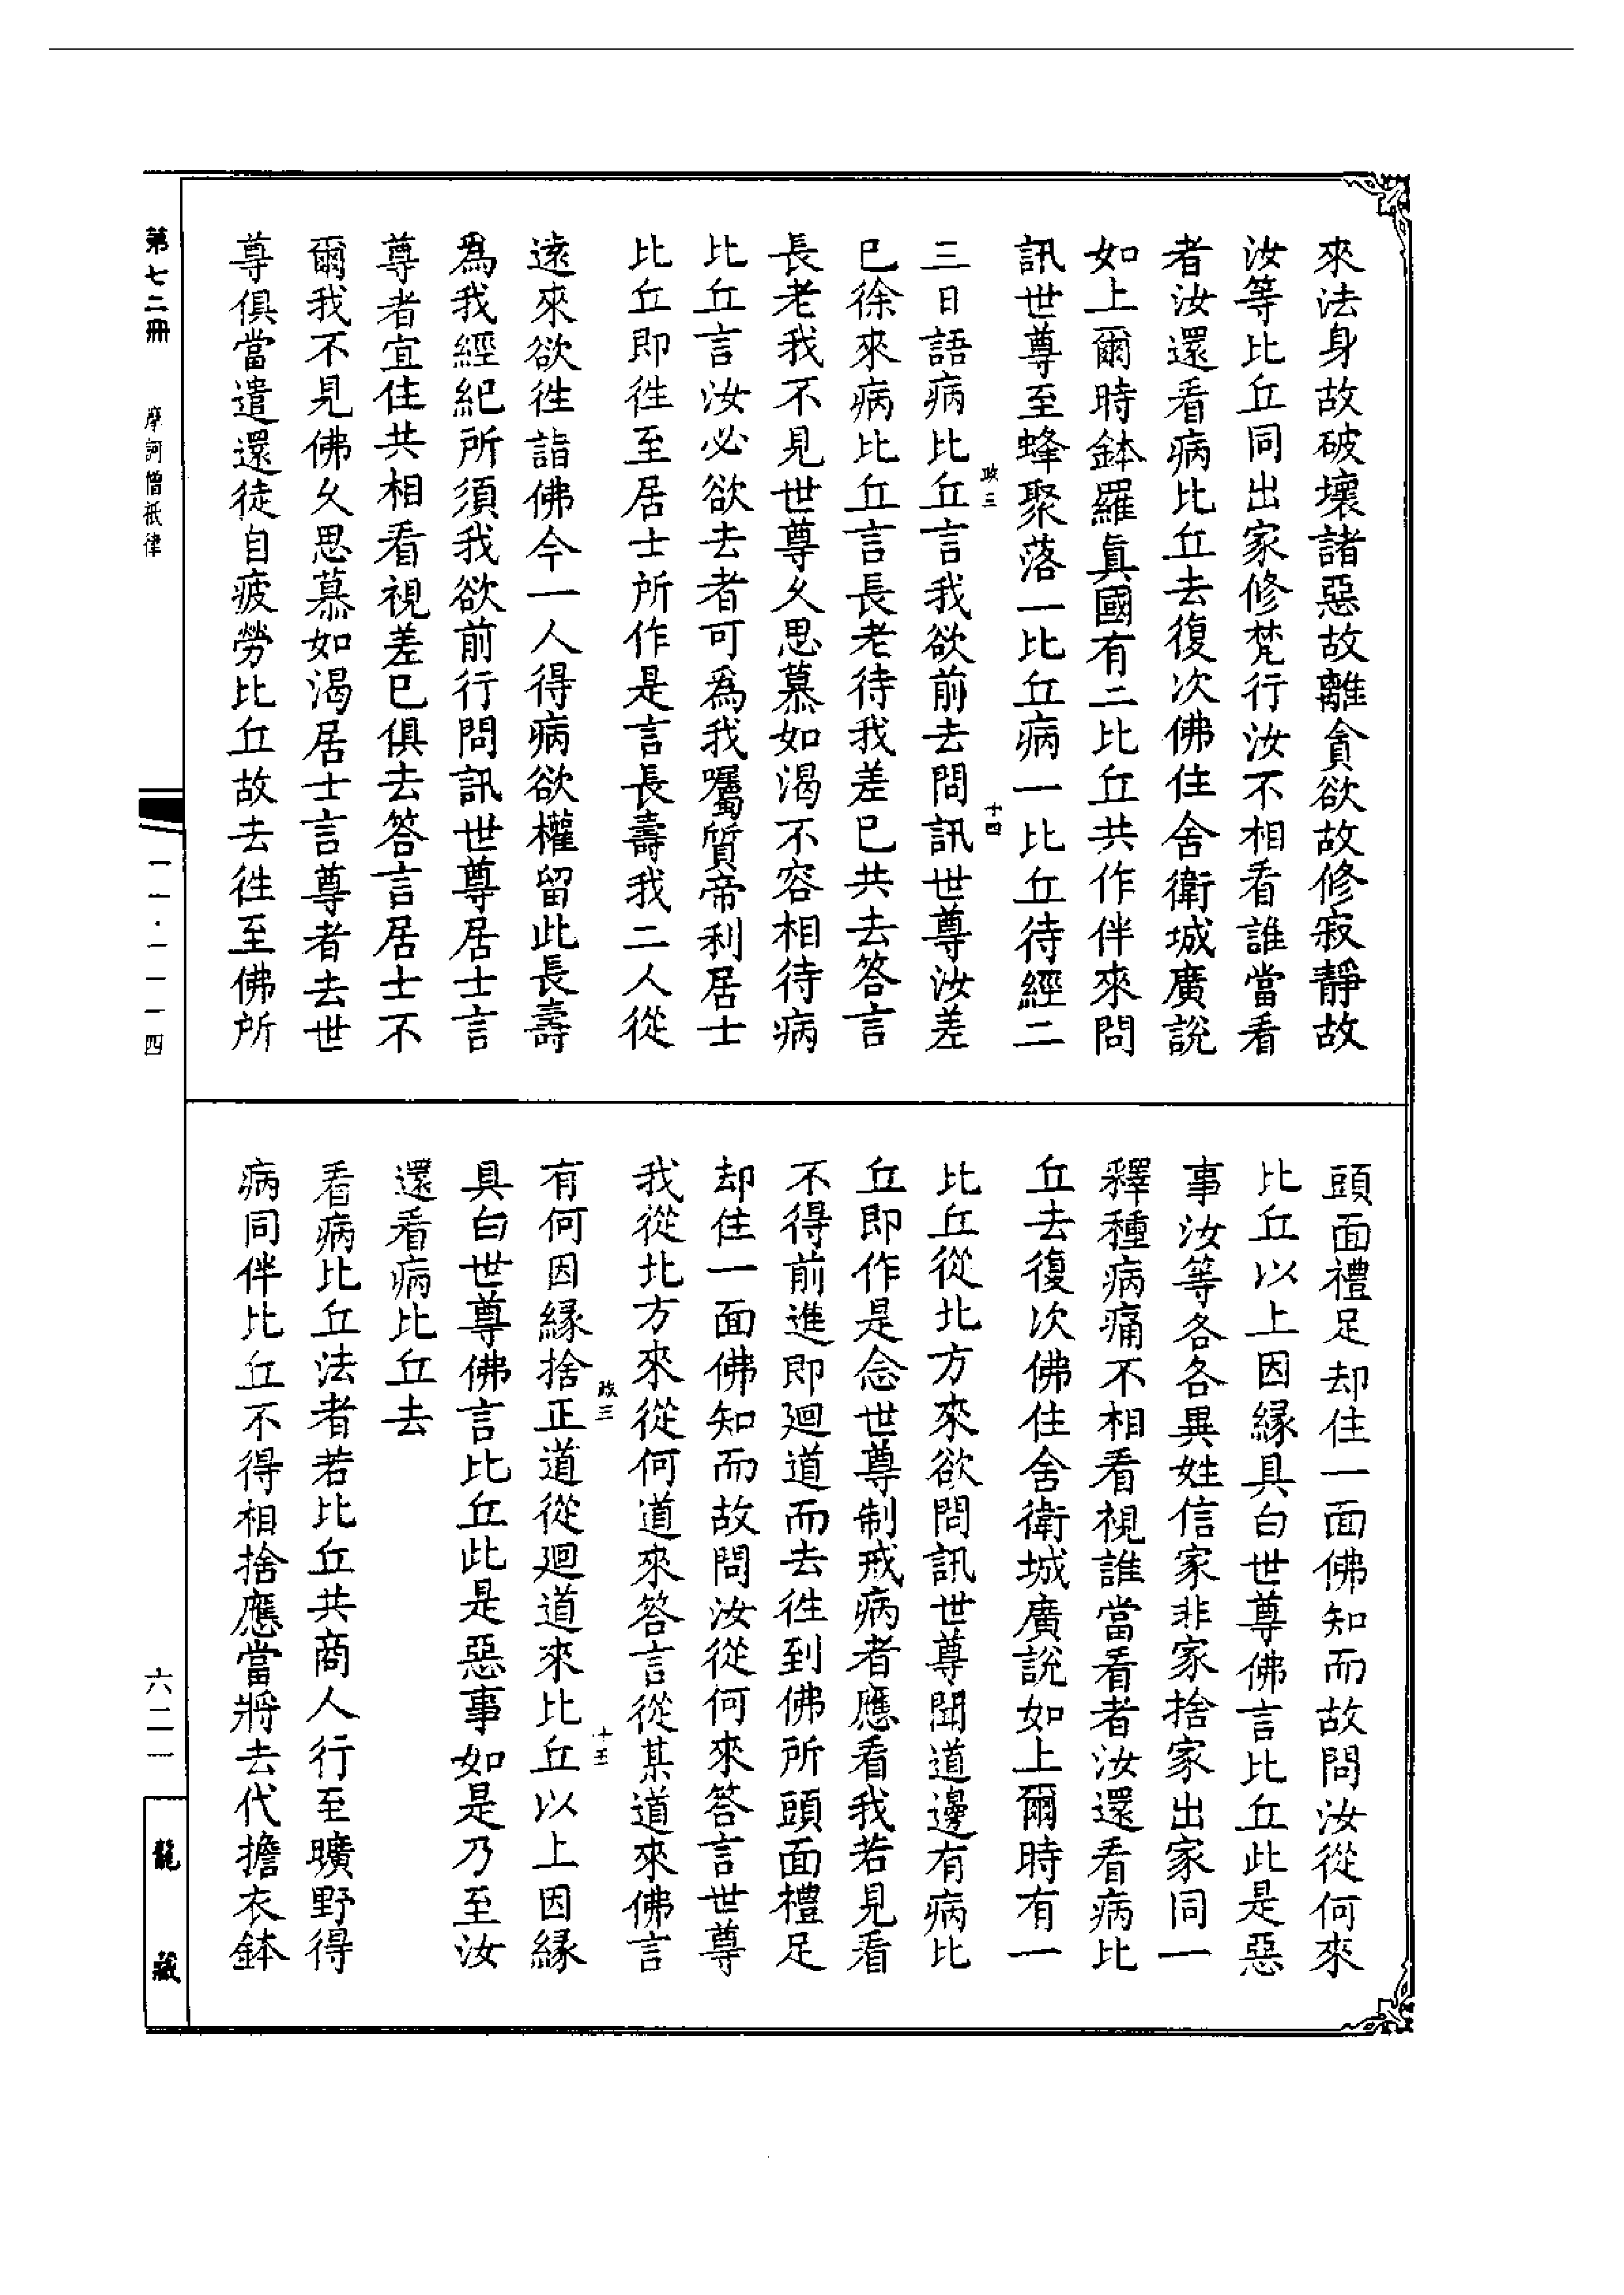 來法身故破壞諸惡故離貪欲故修寂靜故
汝等比丘同出家修梵行汝不相看誰當看
者汝還看病比丘去復次佛住舍衛城廣說
如上爾時鉢羅眞國有二比丘共作伴來問
訊世尊至蜂聚落一比丘病一比丘待經二
政三
十四
三日語病比丘言我欲前去問訊世尊汝差
已徐來病比丘言長老待我差已共去答言
長老我不見世尊久思慕如渴不容相待病
比丘言汝必欲去者可爲我囑質帝利居士
比丘即徃至居士所作是言長壽我二人從
遠來欲徃詣佛今一人得病欲權留此長壽
爲我經紀所須我欲前行問訊世尊居士言
尊者宜住共相看視差已俱去答言居士不
爾我不見佛久思慕如渴居士言尊者去世
尊俱當遣還徒自疲勞比丘故去徃至佛所
頭面禮足却住一面佛知而故問汝從何來
比丘以上因緣具白世尊佛言比丘此是惡
事汝等各各異姓信家非家捨家出家同一
釋種病痛不相看視誰當看者汝還看病比
丘去復次佛住舍衛城廣說如上爾時有一
比丘從北方來欲問訊世尊聞道邊有病比
丘即作是念世尊制戒病者應看我若見看
不得前進即迴道而去徃到佛所頭面禮足
却住一面佛知而故問汝從何來答言世尊
我從北方來從何道來答言從某道來佛言
政三
十五
有何因緣捨正道從迴道來比丘以上因緣
具白世尊佛言比丘此是惡事如是乃至汝
還看病比丘去
看病比丘法者若比丘共商人行至曠野得
病同伴比丘不得相捨應當將去代擔衣鉢
第七二冊
摩訶僧祇律
一一·一一一四
六二一
龍藏